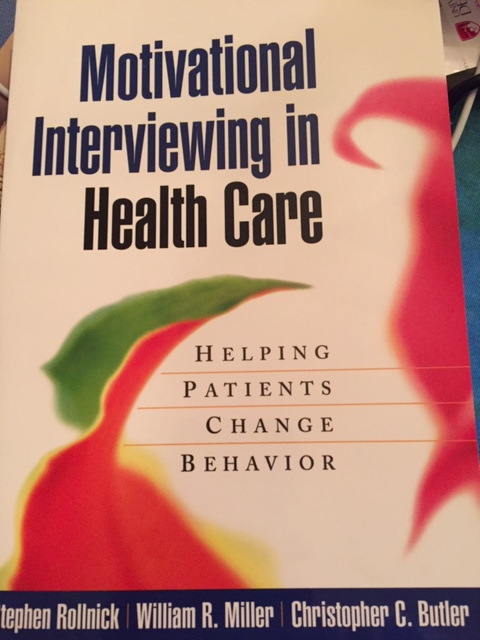 Motivational
Interviewing in
Health Care
HELPING
PATIENTS
CHANGE
BEHAVIOR
tephen Rollnick | William R. Miller | Christopher C. Butler